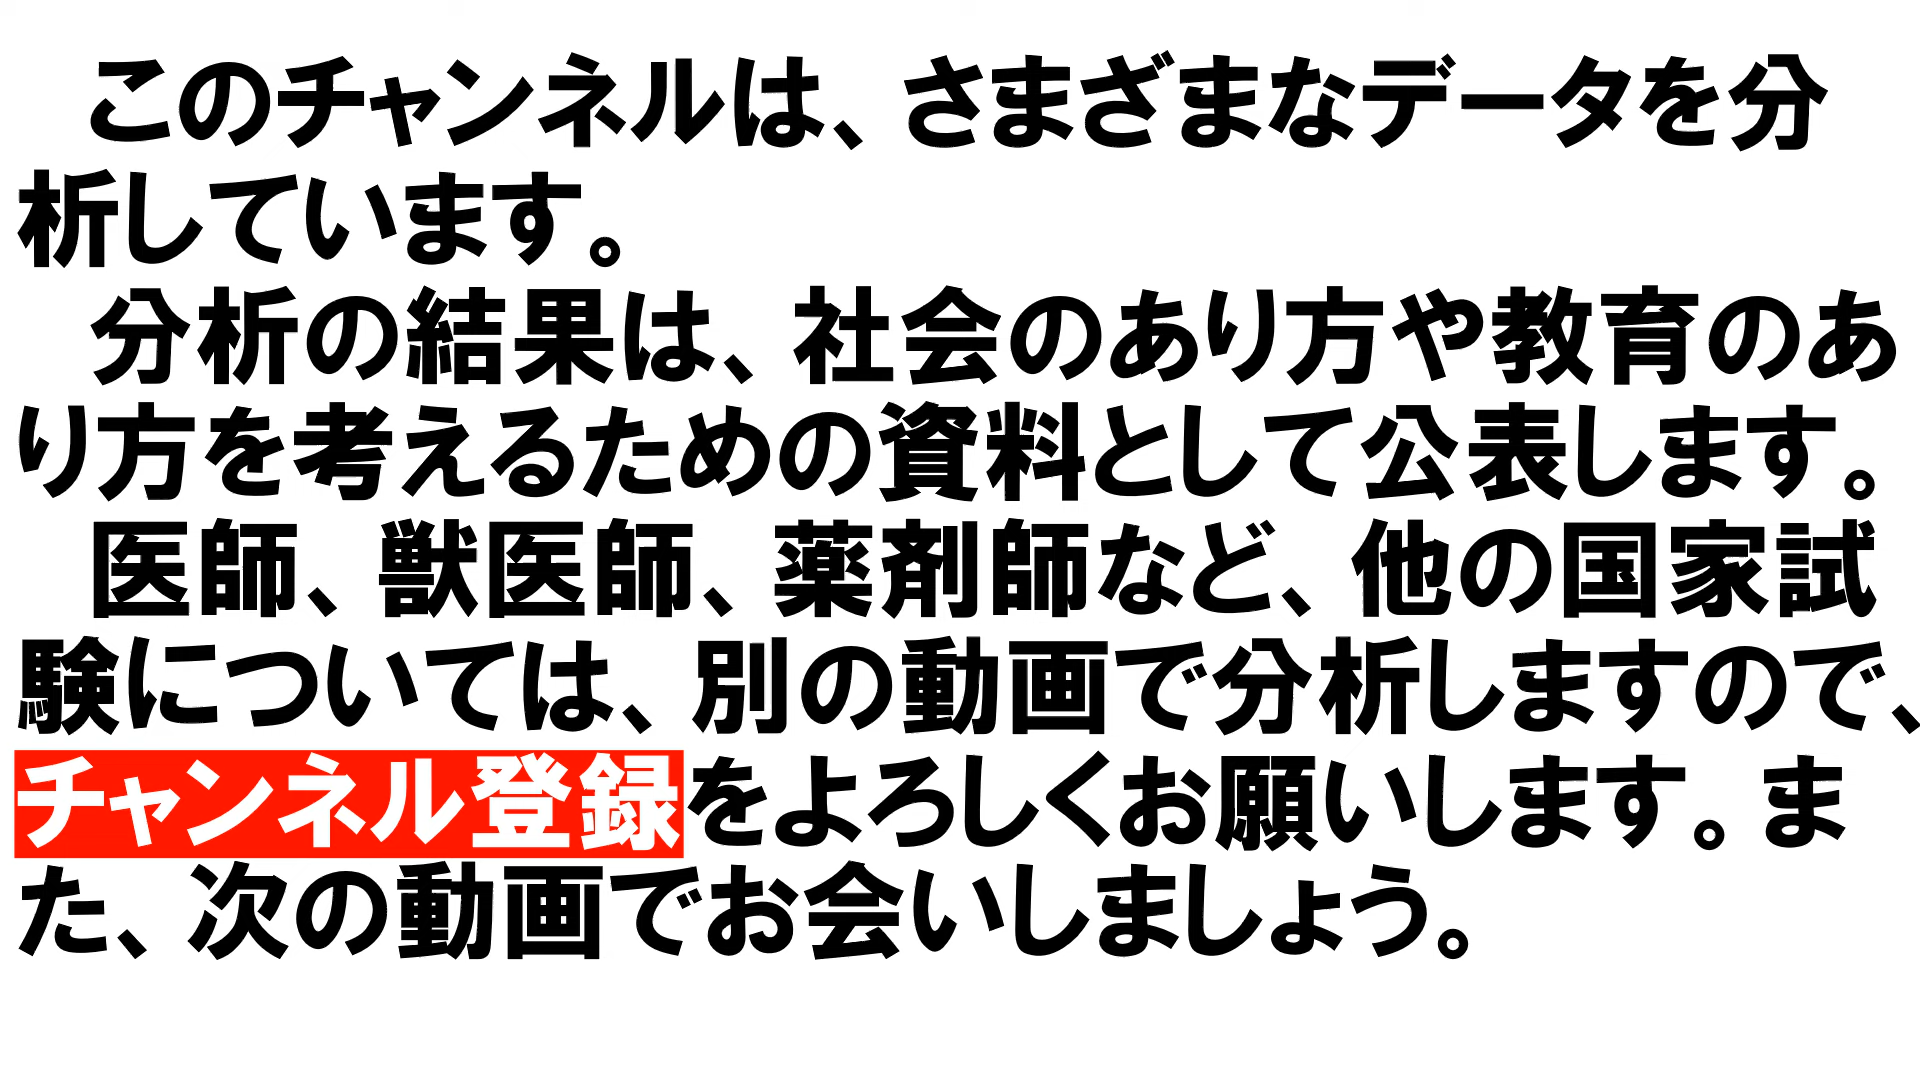 このチャンネルは、さまざまなデータを分
析しています。
分析の結果は、社会のあり方や教育のあ
り方を考えるための資料として公表します。
医師、獣医師、薬剤師など、他の国家試
験については、別の動画で分析しますので、
チャンネル登録をよろしくお願いします。ま
た、次の動画でお会いしましょう。